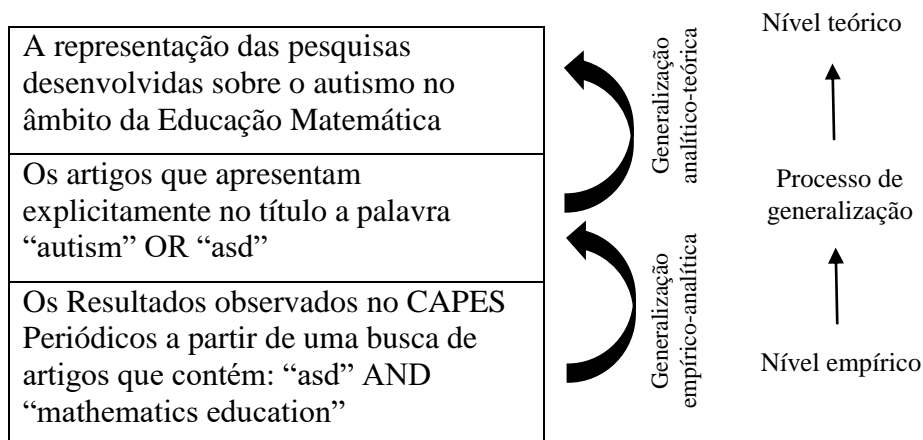 A representação das pesquisas
desenvolvidas sobre o autismo no
âmbito da Educação Matemática
Os artigos que apresentam
explicitamente no título a palavra
“autism” OR “asd”
Os Resultados observados no CAPES
Periódicos a partir de uma busca de
artigos que contém: “asd” AND
“mathematics education”
Generalização
analítico-teórica
Generalização
empírico-analítica
Nível teórico
Processo de
generalização
Nível empírico